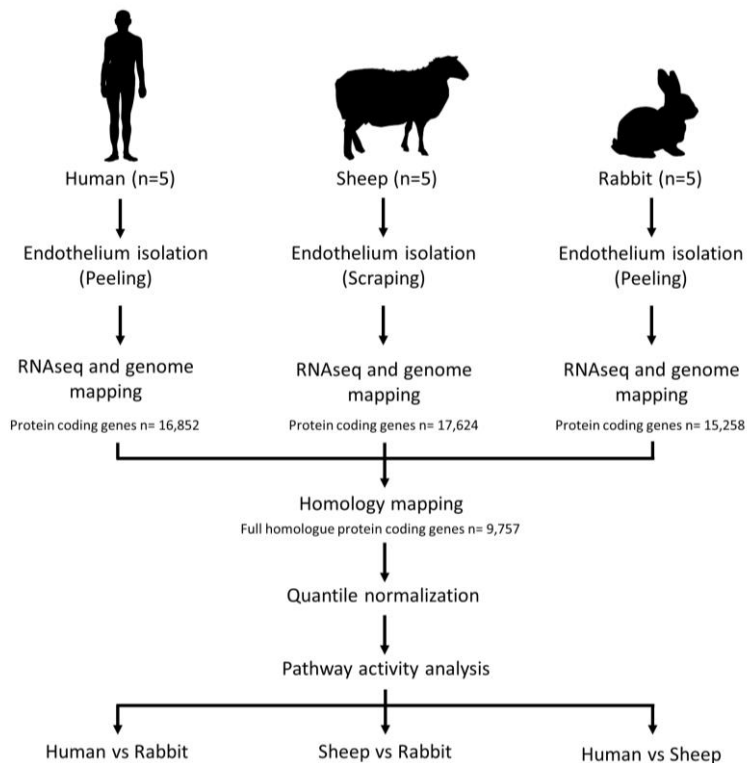 Human (n=5)
Sheep (n=5)
Rabbit (n=5)
Endothelium isolation
(Peeling)
Endothelium isolation
(Scraping)
Endothelium isolation
(Peeling)
RNAseq and genome
mapping
Protein coding genes n= 16,852
RNAseq and genome
mapping
Protein coding genes n= 17,624
RNAseq and genome
mapping
Protein coding genes n= 15,258
Homology mapping
Full homologue protein coding genes n= 9,757
Quantile normalization
Pathway activity analysis
Human vs Rabbit
Sheep vs Rabbit
Human vs Sheep